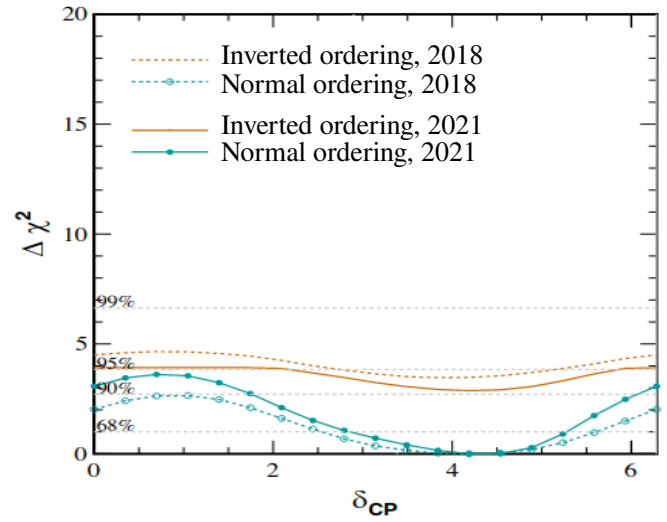 20
Inverted ordering, 2018
Normal ordering, 2018
15
Inverted ordering, 2021
Normal ordering, 2021
Δ χ²
10
99%
5
95%
90%
68%
0
0 2 4 6
δCP